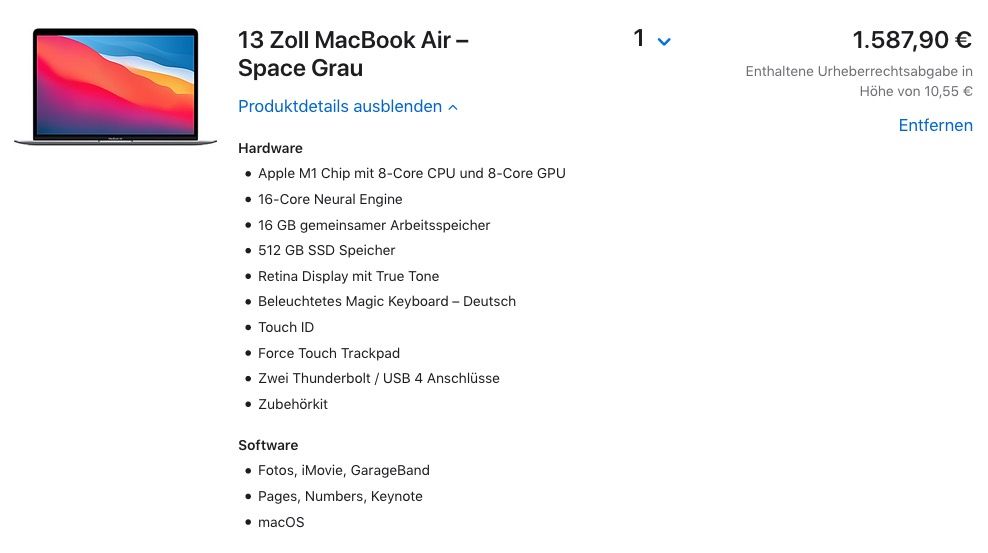 13 Zoll MacBook Air –
Space Grau
1
1.587,90 €
Enthaltene Urheberrechtsabgabe in
Höhe von 10,55 €
Produktdetails ausblenden
Entfernen
Hardware
• Apple M1 Chip mit 8-Core CPU und 8-Core GPU
• 16-Core Neural Engine
• 16 GB gemeinsamer Arbeitsspeicher
• 512 GB SSD Speicher
• Retina Display mit True Tone
• Beleuchtetes Magic Keyboard – Deutsch
• Touch ID
• Force Touch Trackpad
• Zwei Thunderbolt / USB 4 Anschlüsse
• Zubehörkit
Software
• Fotos, iMovie, GarageBand
• Pages, Numbers, Keynote
• macOS